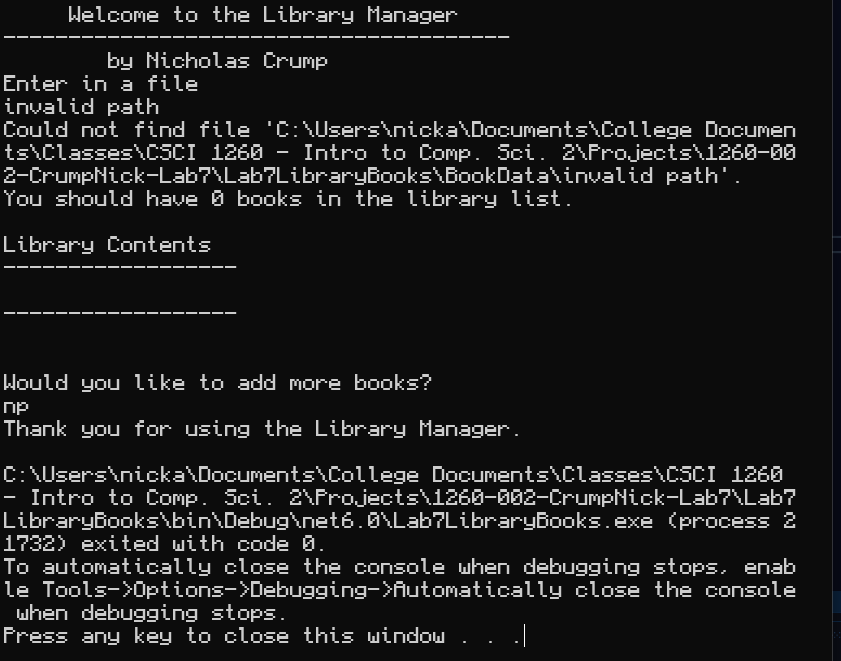 Welcome to the Library Manager
---------------------------------------
by Nicholas Crump
Enter in a file
invalid path
Could not find file 'C:\Users\nicka\Documents\College Documen
ts\Classes\CSCI 1260 - Intro to Comp. Sci. 2\Projects\1260-00
2-CrumpNick-Lab7\Lab7LibraryBooks\BookData\invalid path'.
You should have 0 books in the library list.
Library Contents
------------------
------------------
Would you like to add more books?
np
Thank you for using the Library Manager.
C:\Users\nicka\Documents\College Documents\Classes\CSCI 1260
- Intro to Comp. Sci. 2\Projects\1260-002-CrumpNick-Lab7\Lab7
LibraryBooks\bin\Debug\net6.0\Lab7LibraryBooks.exe (process 2
1732) exited with code 0.
To automatically close the console when debugging stops, enab
le Tools->Options->Debugging->Automatically close the console
when debugging stops.
Press any key to close this window . . .